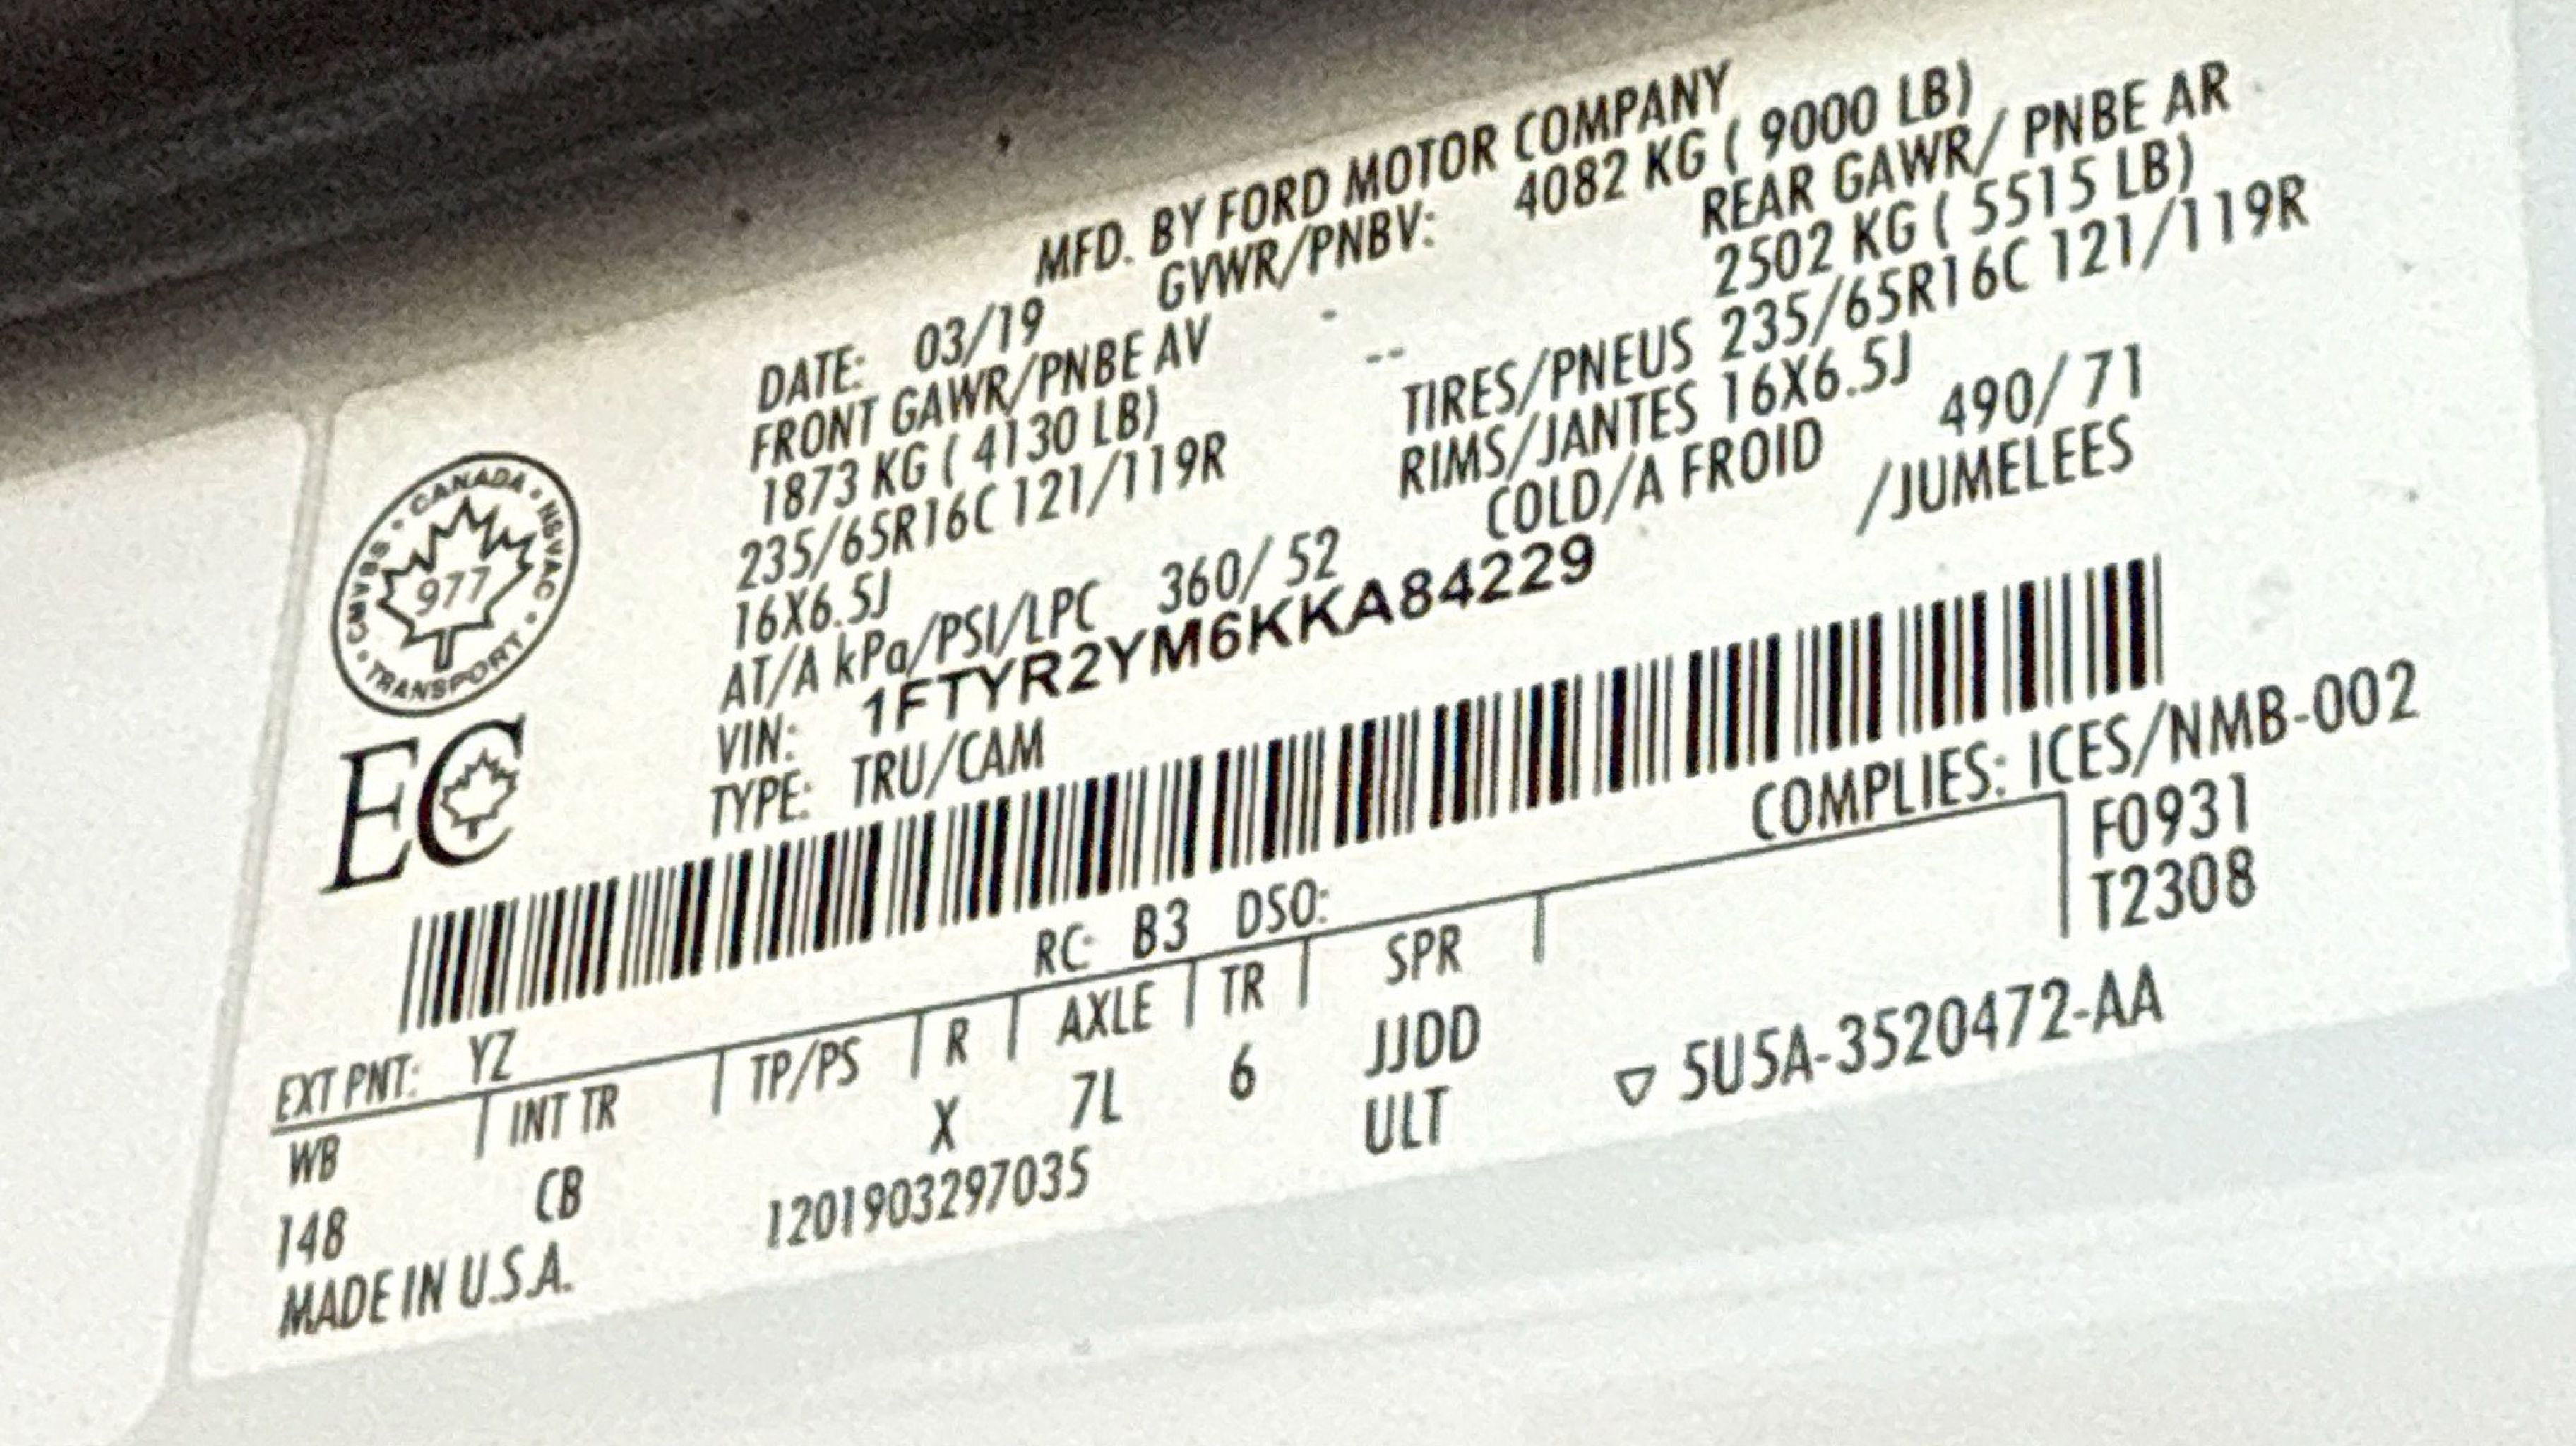 MFD. BY FORD MOTOR COMPANY
DATE: 03/19 GVWR/PNBV: 4082 KG ( 9000 LB)
FRONT GAWR/PNBE AV REAR GAWR/ PNBE AR
1873 KG ( 4130 LB) -- 2502 KG ( 5515 LB)
235/65R16C 121/119R TIRES/PNEUS 235/65R16C 121/119R
16X6.5J RIMS/JANTES 16X6.5J
AT/A kPa/PSI/LPC 360/ 52 COLD/A FROID 490/ 71
VIN: 1FTYR2YM6KKA84229 /JUMELEES
TYPE: TRU/CAM
CMVSS • CANADA • NSVAC • TRANSPORT •
977
EC
COMPLIES: ICES/NMB-002
EXT PNT: YZ RC: B3 DSO: F0931
WB INT TR TP/PS R AXLE TR SPR T2308
148 CB X 7L 6 JJDD
ULT
MADE IN U.S.A. 1201903297035 5U5A-3520472-AA